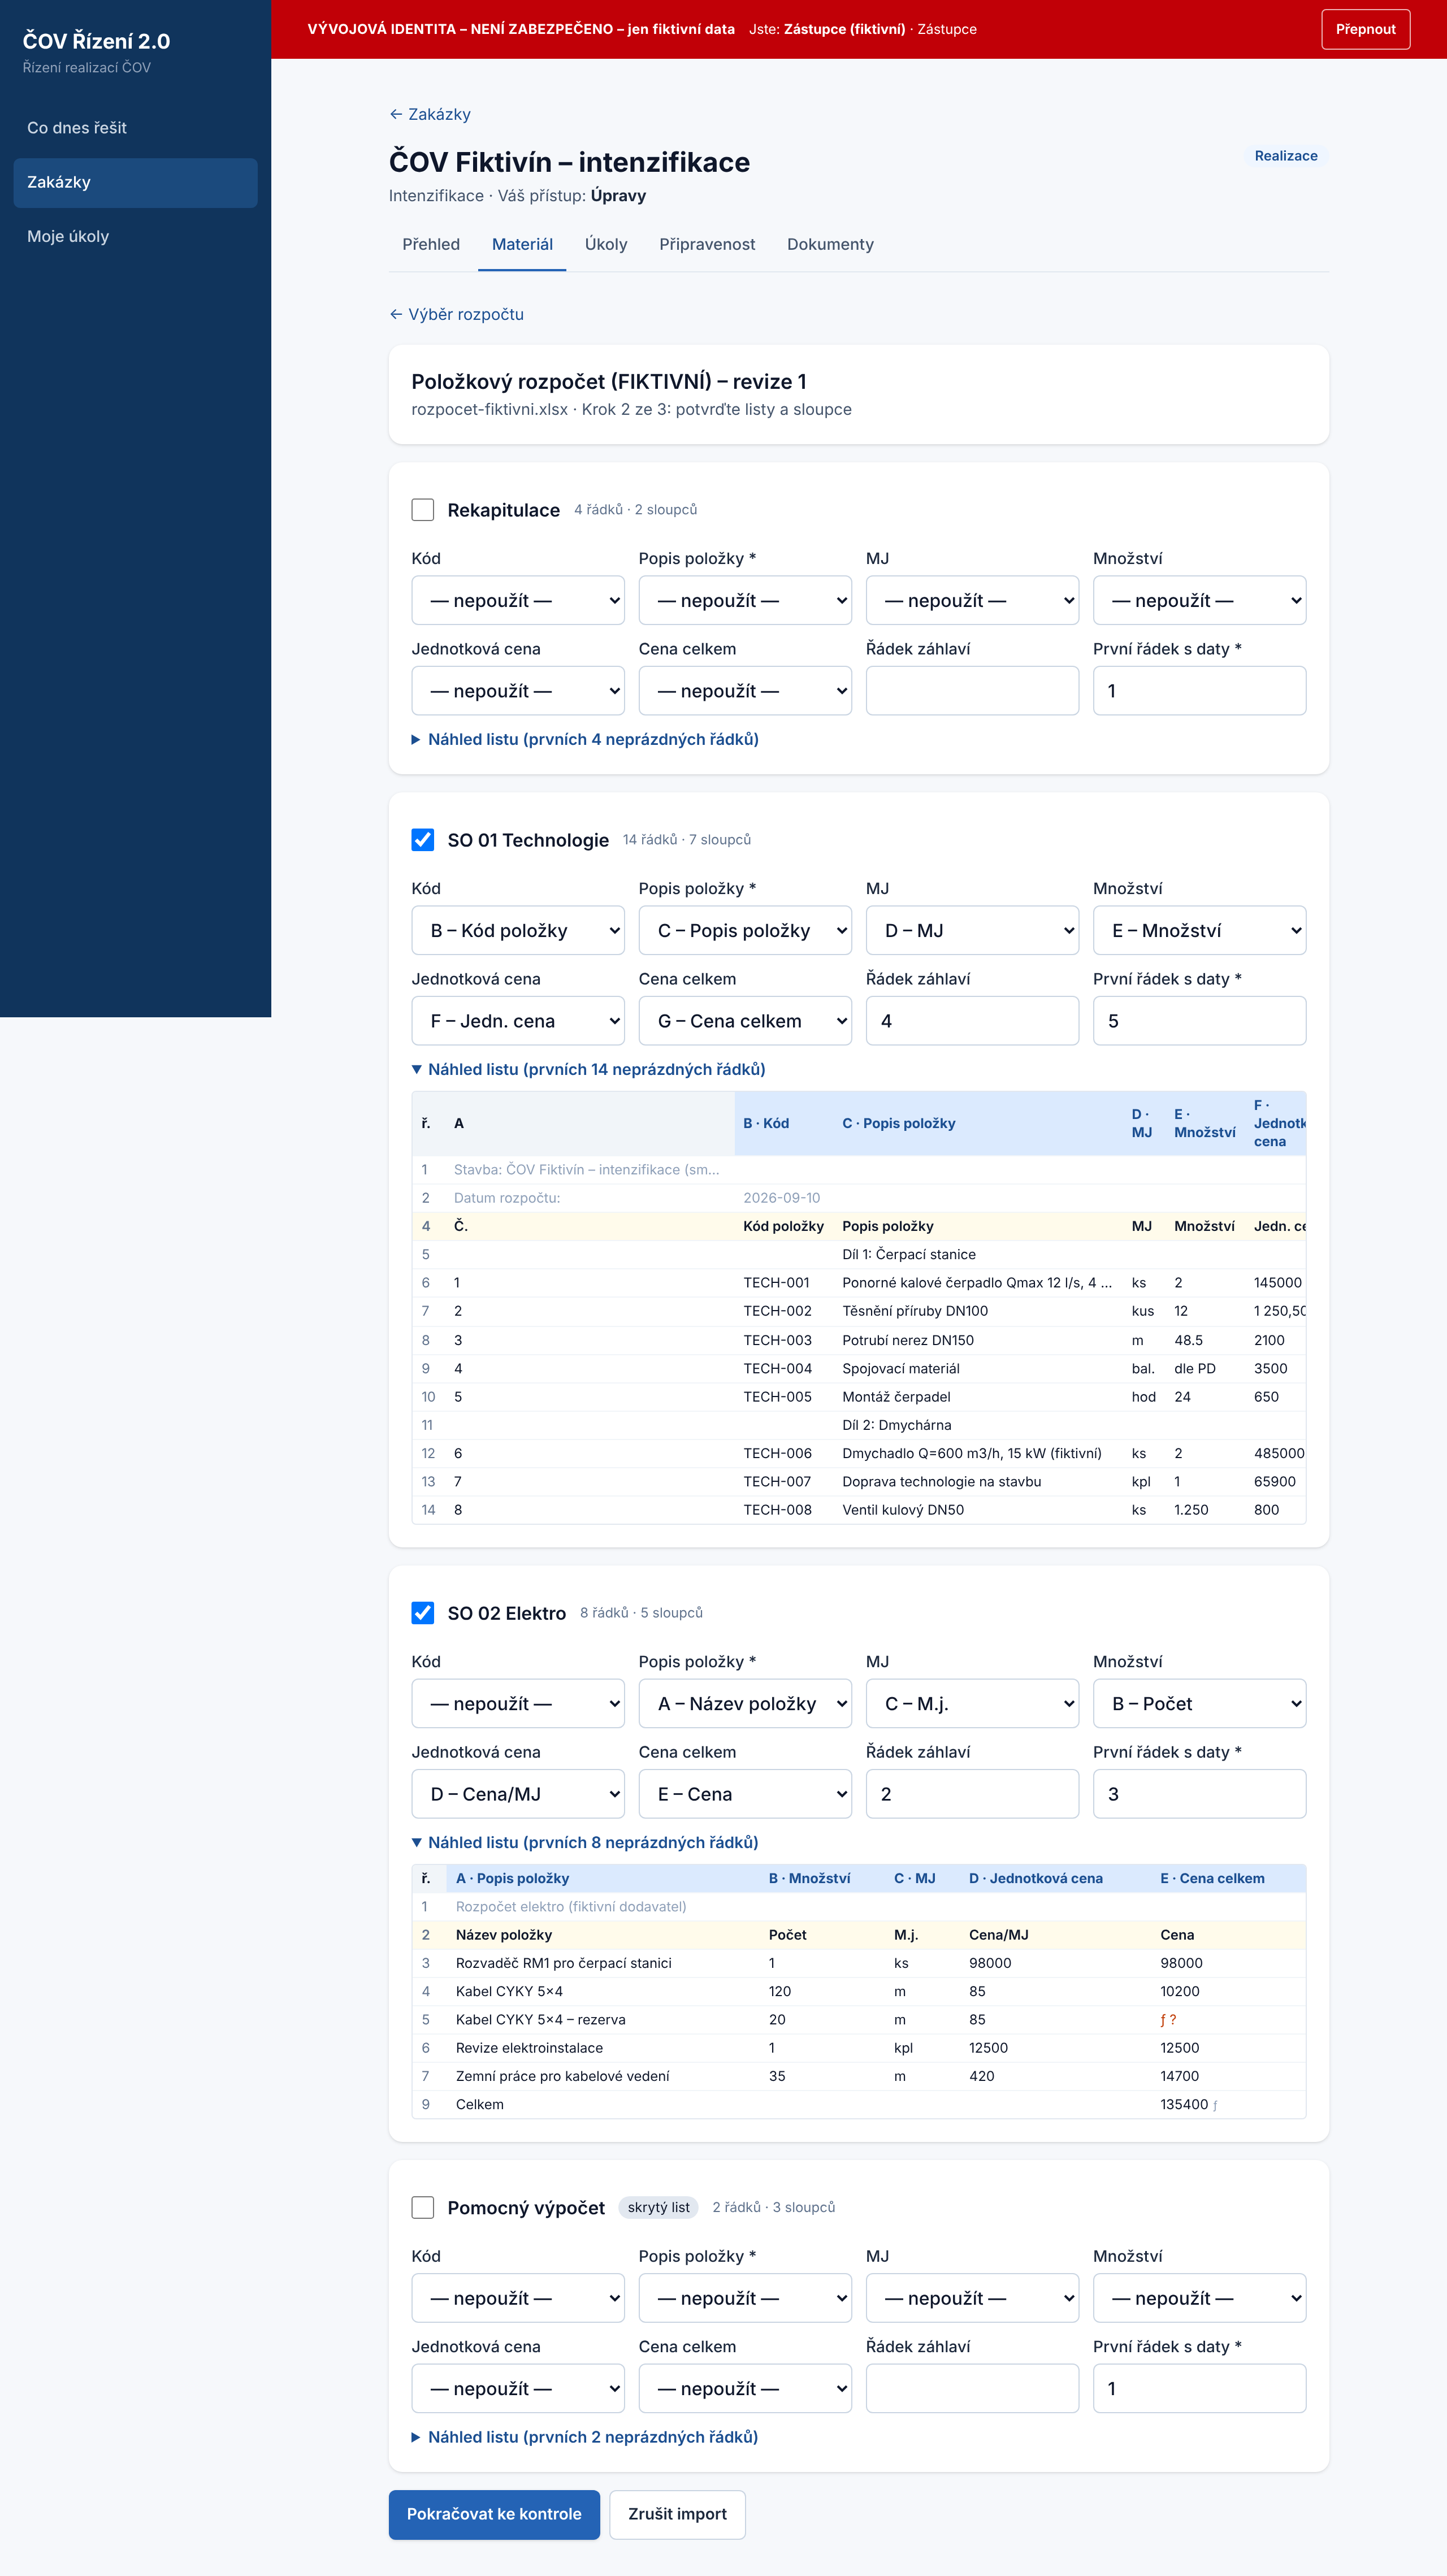 ČOV Řízení 2.0
Řízení realizací ČOV
Co dnes řešit
Zakázky
Moje úkoly
VÝVOJOVÁ IDENTITA – NENÍ ZABEZPEČENO – jen fiktivní data Jste: Zástupce (fiktivní) · Zástupce Přepnout
← Zakázky
ČOV Fiktivín – intenzifikace Realizace
Intenzifikace · Váš přístup: Úpravy
Přehled Materiál Úkoly Připravenost Dokumenty
← Výběr rozpočtu
Položkový rozpočet (FIKTIVNÍ) – revize 1
rozpocet-fiktivni.xlsx · Krok 2 ze 3: potvrďte listy a sloupce
Rekapitulace 4 řádků · 2 sloupců
Kód Popis položky * MJ Množství
— nepoužít — — nepoužít — — nepoužít — — nepoužít —
Jednotková cena Cena celkem Řádek záhlaví První řádek s daty *
— nepoužít — — nepoužít — 1
▶ Náhled listu (prvních 4 neprázdných řádků)
SO 01 Technologie 14 řádků · 7 sloupců
Kód Popis položky * MJ Množství
B – Kód položky C – Popis položky D – MJ E – Množství
Jednotková cena Cena celkem Řádek záhlaví První řádek s daty *
F – Jedn. cena G – Cena celkem 4 5
▼ Náhled listu (prvních 14 neprázdných řádků)
ř. A B · Kód C · Popis položky D · MJ E · Množství F · Jednotk cena
1 Stavba: ČOV Fiktivín – intenzifikace (sm…
2 Datum rozpočtu: 2026-09-10
4 Č. Kód položky Popis položky MJ Množství Jedn. ce
5 Díl 1: Čerpací stanice
6 1 TECH-001 Ponorné kalové čerpadlo Qmax 12 l/s, 4 … ks 2 145000
7 2 TECH-002 Těsnění příruby DN100 kus 12 1 250,50
8 3 TECH-003 Potrubí nerez DN150 m 48.5 2100
9 4 TECH-004 Spojovací materiál bal. dle PD 3500
10 5 TECH-005 Montáž čerpadel hod 24 650
11 Díl 2: Dmychárna
12 6 TECH-006 Dmychadlo Q=600 m3/h, 15 kW (fiktivní) ks 2 485000
13 7 TECH-007 Doprava technologie na stavbu kpl 1 65900
14 8 TECH-008 Ventil kulový DN50 ks 1.250 800
SO 02 Elektro 8 řádků · 5 sloupců
Kód Popis položky * MJ Množství
— nepoužít — A – Název položky C – M.j. B – Počet
Jednotková cena Cena celkem Řádek záhlaví První řádek s daty *
D – Cena/MJ E – Cena 2 3
▼ Náhled listu (prvních 8 neprázdných řádků)
ř. A · Popis položky B · Množství C · MJ D · Jednotková cena E · Cena celkem
1 Rozpočet elektro (fiktivní dodavatel)
2 Název položky Počet M.j. Cena/MJ Cena
3 Rozvaděč RM1 pro čerpací stanici 1 ks 98000 98000
4 Kabel CYKY 5×4 120 m 85 10200
5 Kabel CYKY 5×4 – rezerva 20 m 85 ƒ ?
6 Revize elektroinstalace 1 kpl 12500 12500
7 Zemní práce pro kabelové vedení 35 m 420 14700
9 Celkem 135400 ƒ
Pomocný výpočet skrytý list 2 řádků · 3 sloupců
Kód Popis položky * MJ Množství
— nepoužít — — nepoužít — — nepoužít — — nepoužít —
Jednotková cena Cena celkem Řádek záhlaví První řádek s daty *
— nepoužít — — nepoužít — 1
▶ Náhled listu (prvních 2 neprázdných řádků)
Pokračovat ke kontrole Zrušit import